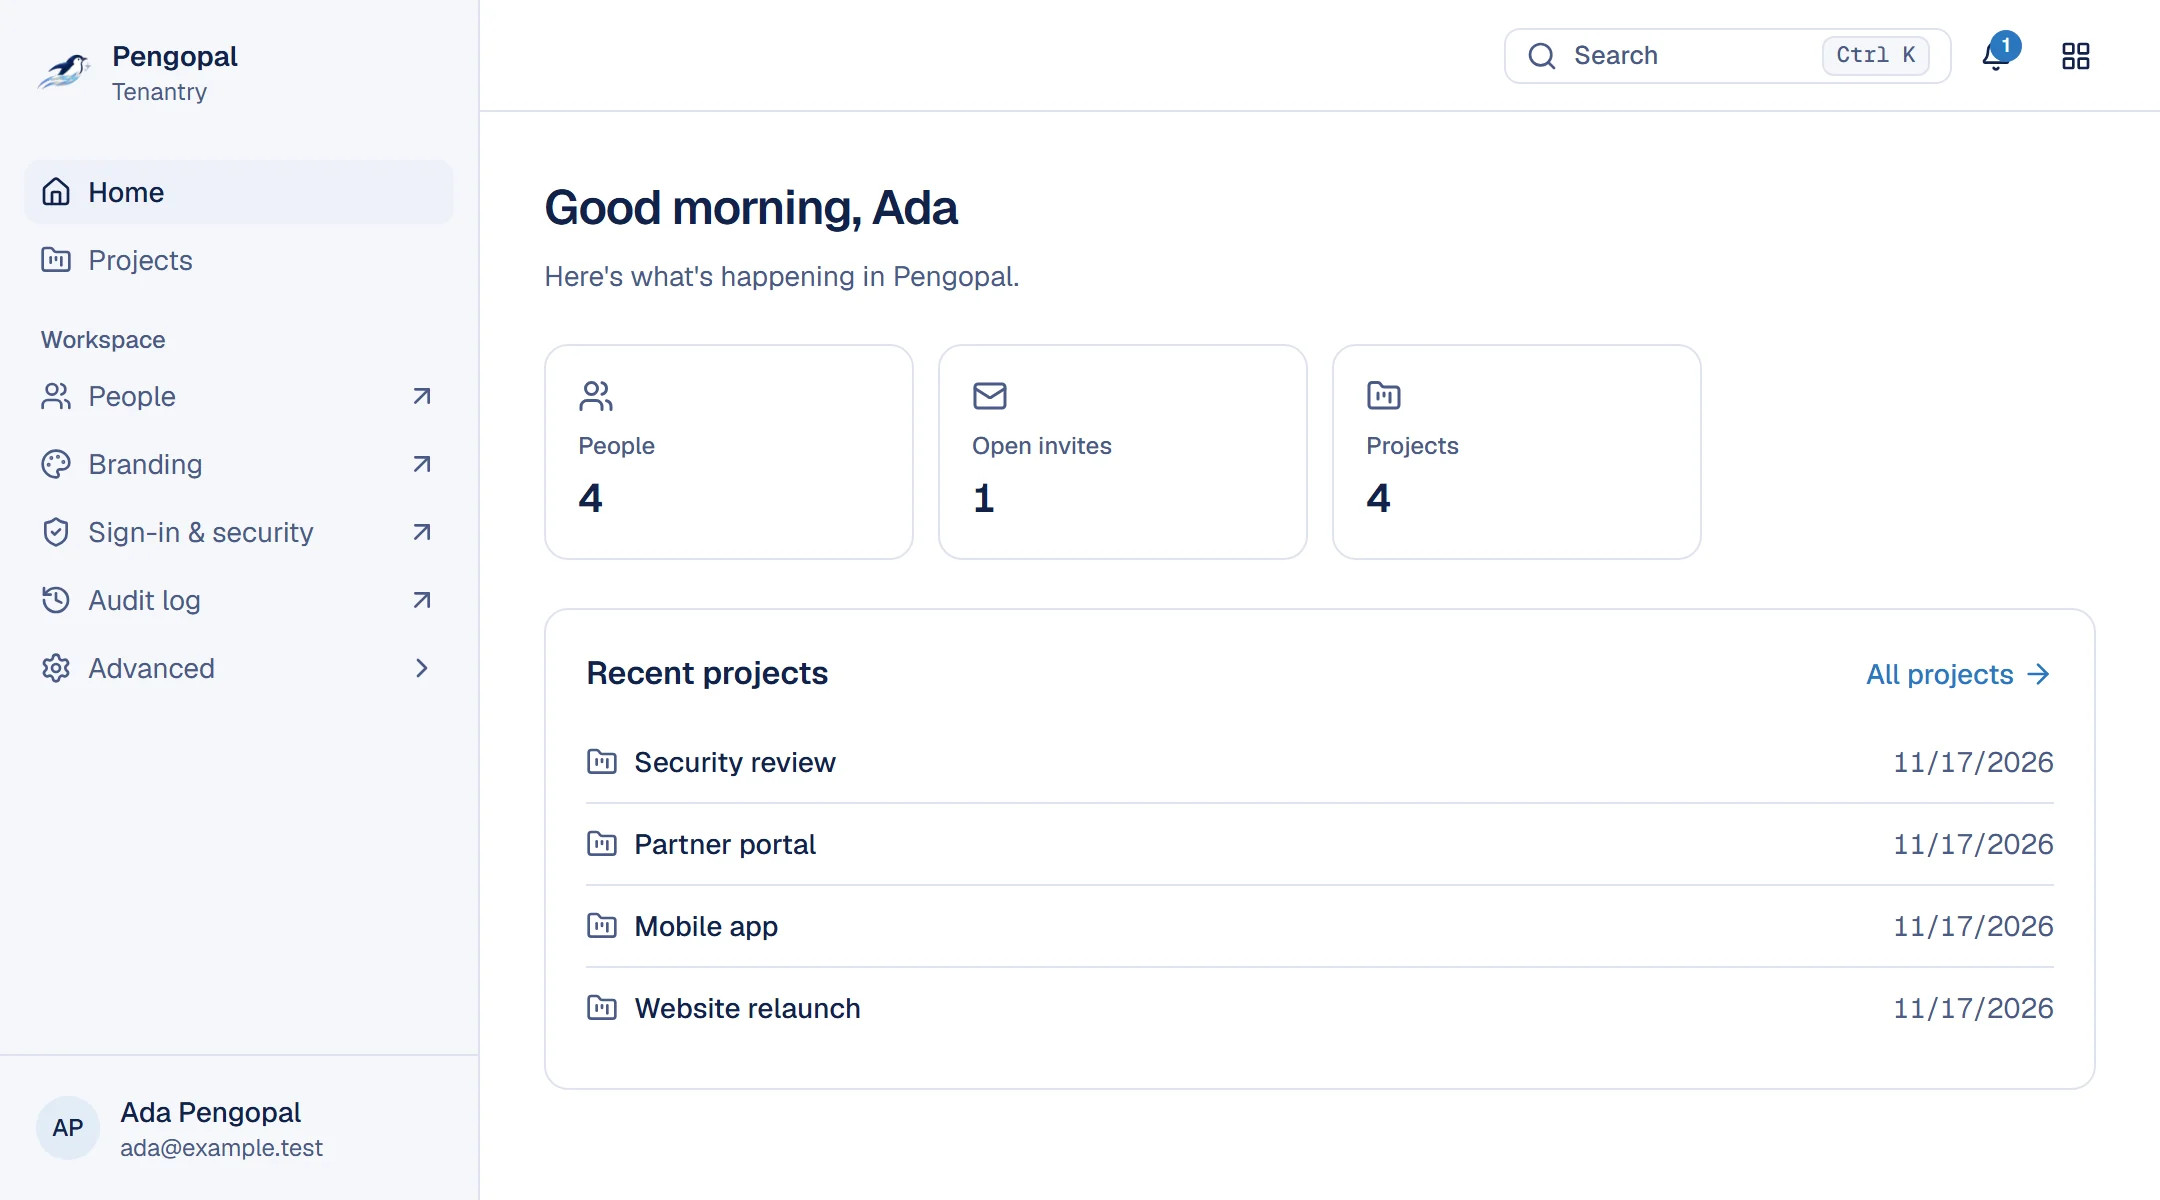 Pengopal
Tenantry
Home
Projects
Workspace
People
Branding
Sign-in & security
Audit log
Advanced
AP
Ada Pengopal
ada@example.test
Search
Ctrl K
1
Good morning, Ada
Here's what's happening in Pengopal.
People
4
Open invites
1
Projects
4
Recent projects
All projects
Security review
11/17/2026
Partner portal
11/17/2026
Mobile app
11/17/2026
Website relaunch
11/17/2026